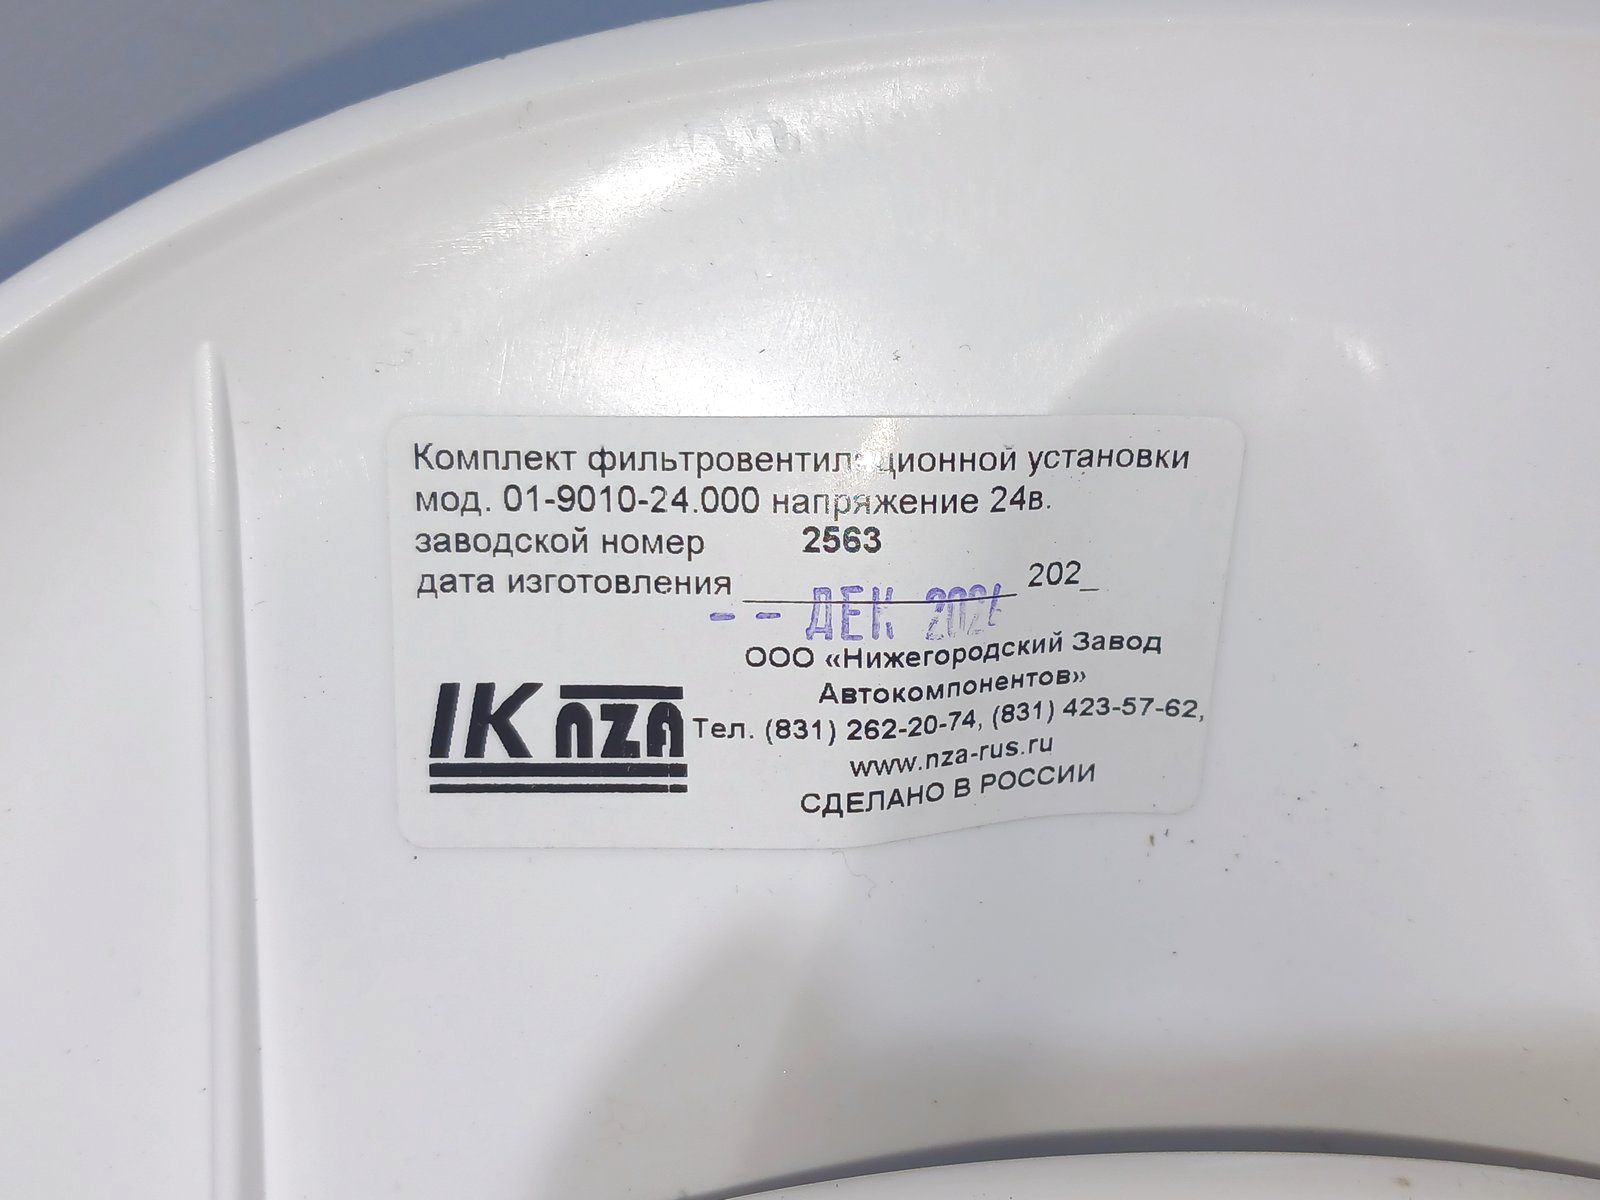 Комплект фильтровентиляционной установки
мод. 01-9010-24.000 напряжение 24в.
заводской номер 2563
дата изготовления ___________ 202_
- - ДЕК
ООО «Нижегородский Завод
Автокомпонентов»
IK nZA
Тел. (831) 262-20-74, (831) 423-57-62,
www.nza-rus.ru
СДЕЛАНО В РОССИИ